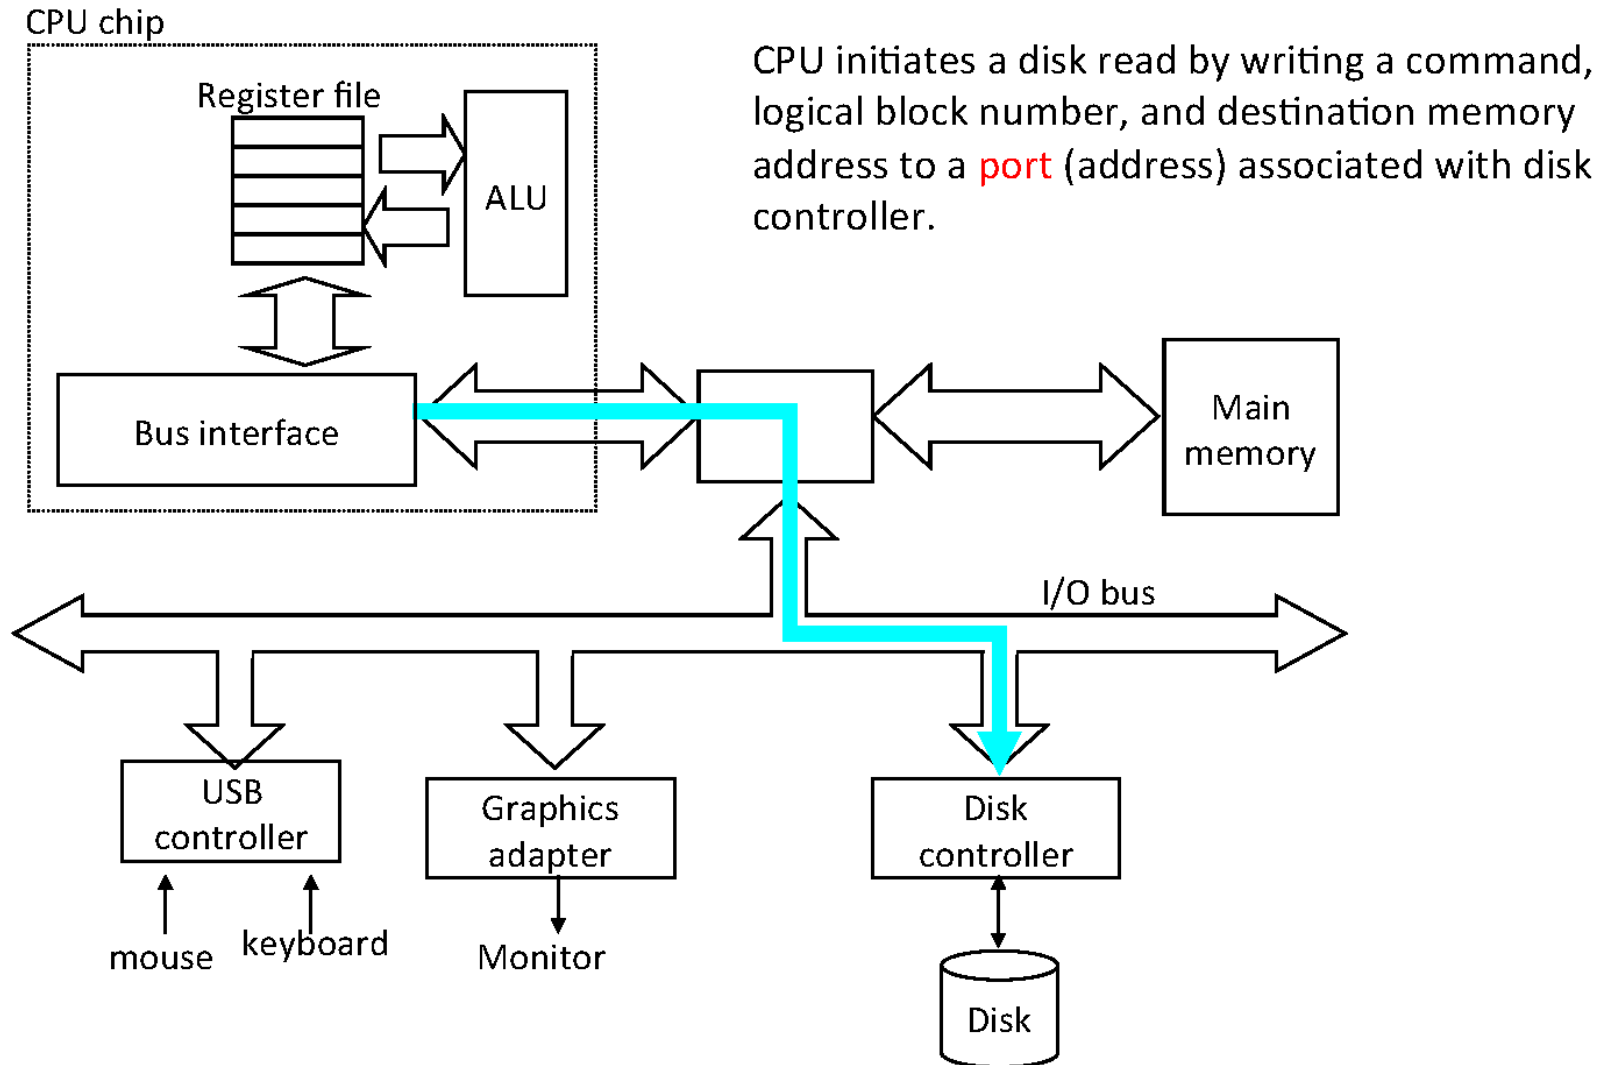 CPU chip
CPU initiates a disk read by writing a command,
logical block number, and destination memory
address to a port (address) associated with disk
controller.
Register file
ALU
Bus interface
Main
memory
I/O bus
USB
controller
Graphics
adapter
Disk
controller
mouse
keyboard
Monitor
Disk